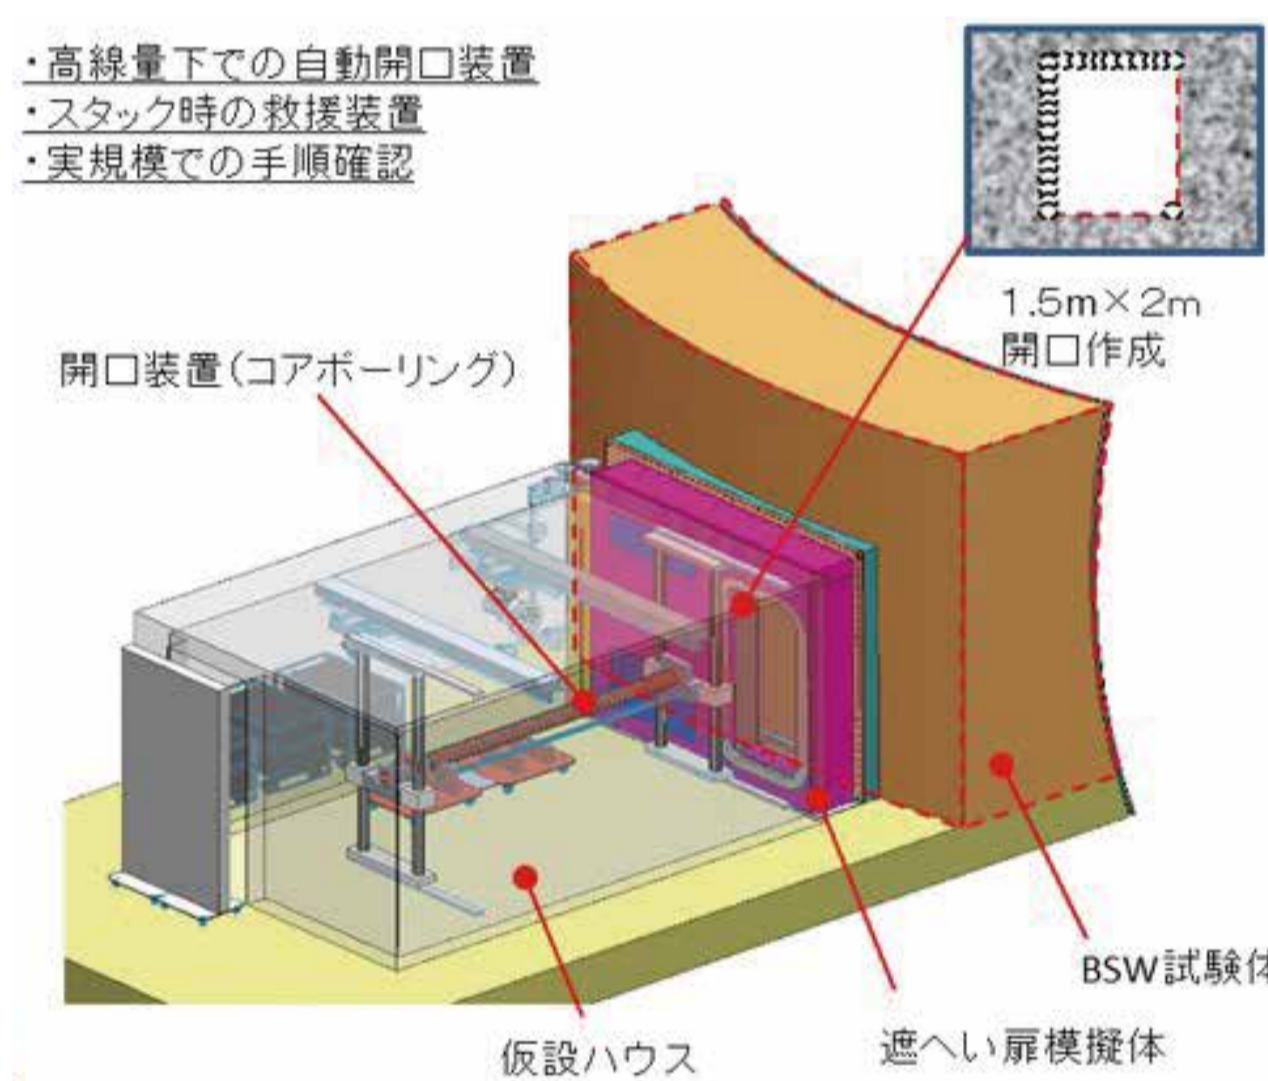 ・高線量下での自動開口装置
・スタック時の救援装置
・実規模での手順確認
1.5m×2m
開口作成
開口装置(コアボーリング)
BSW試験体
遮へい扉模擬体
仮設ハウス